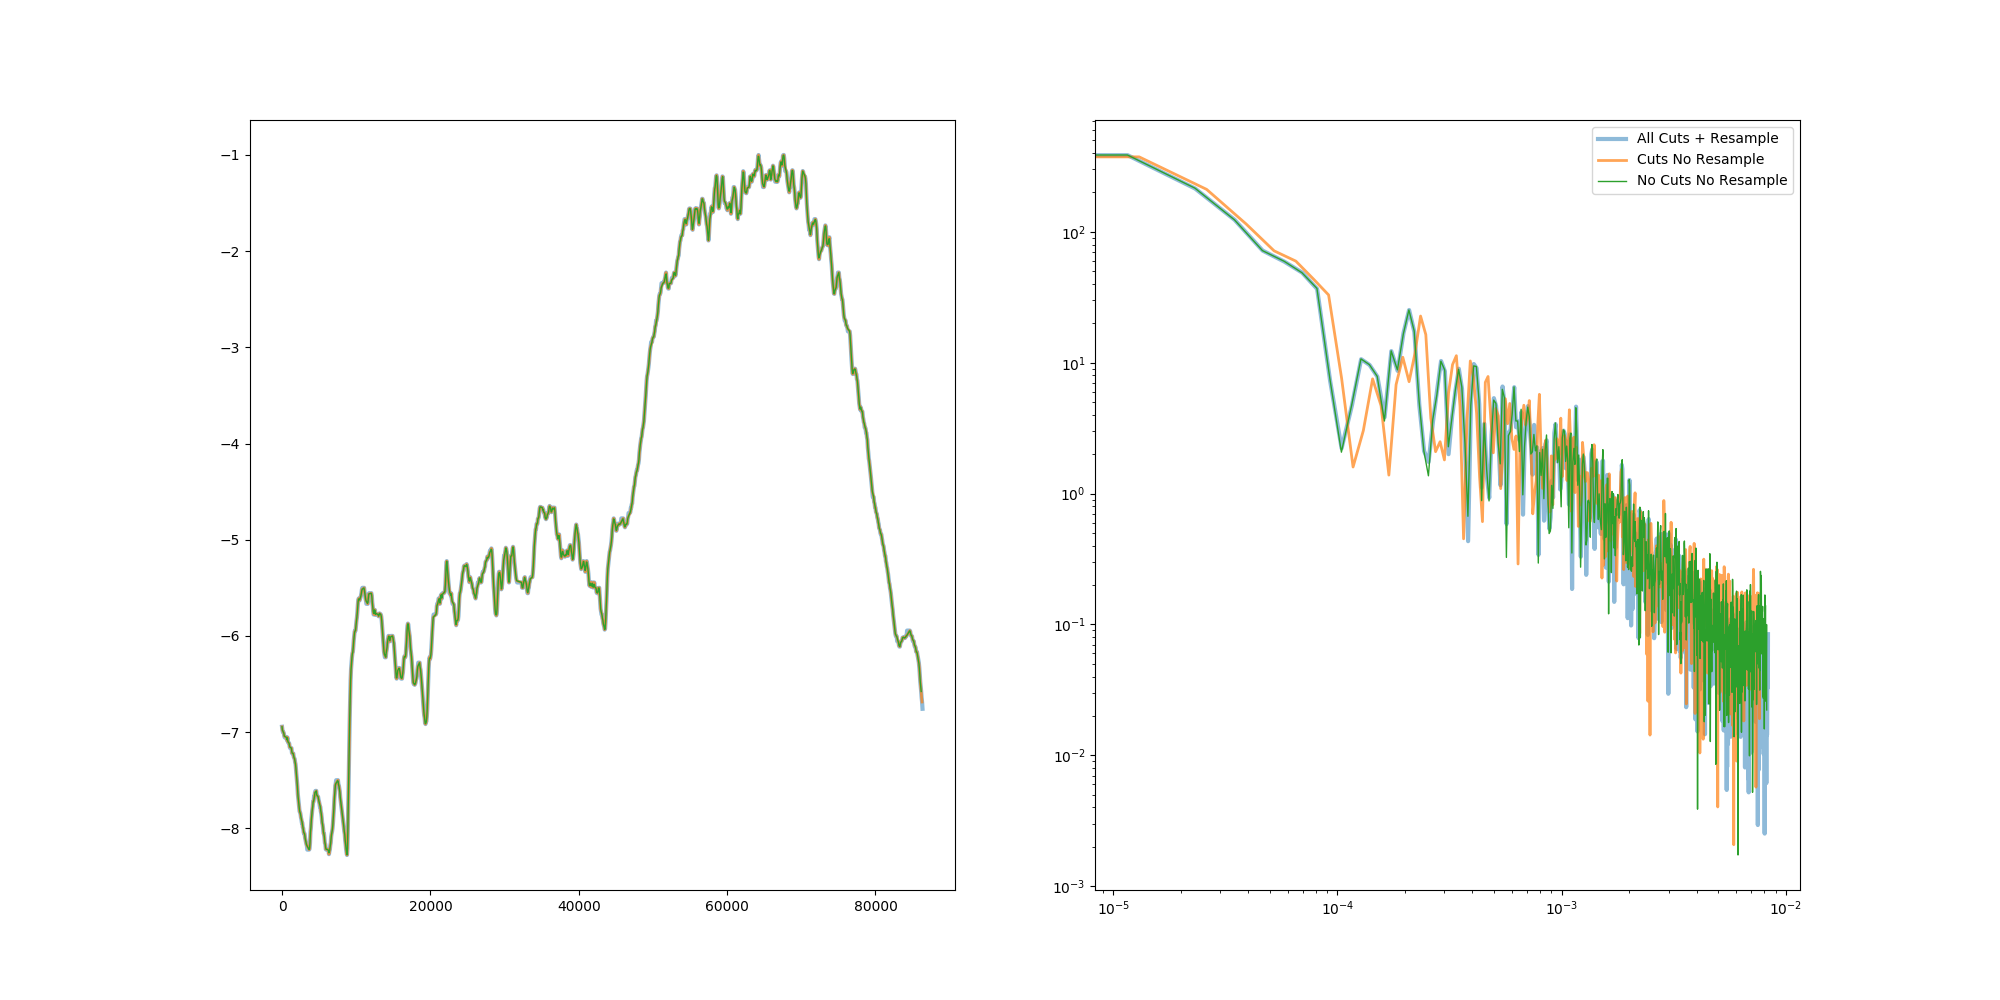 −1
−2
−3
−4
−5
−6
−7
−8
0 20000 40000 60000 80000
All Cuts + Resample
Cuts No Resample
No Cuts No Resample
10²
10¹
10⁰
10⁻¹
10⁻²
10⁻³
10⁻⁵ 10⁻⁴ 10⁻³ 10⁻²